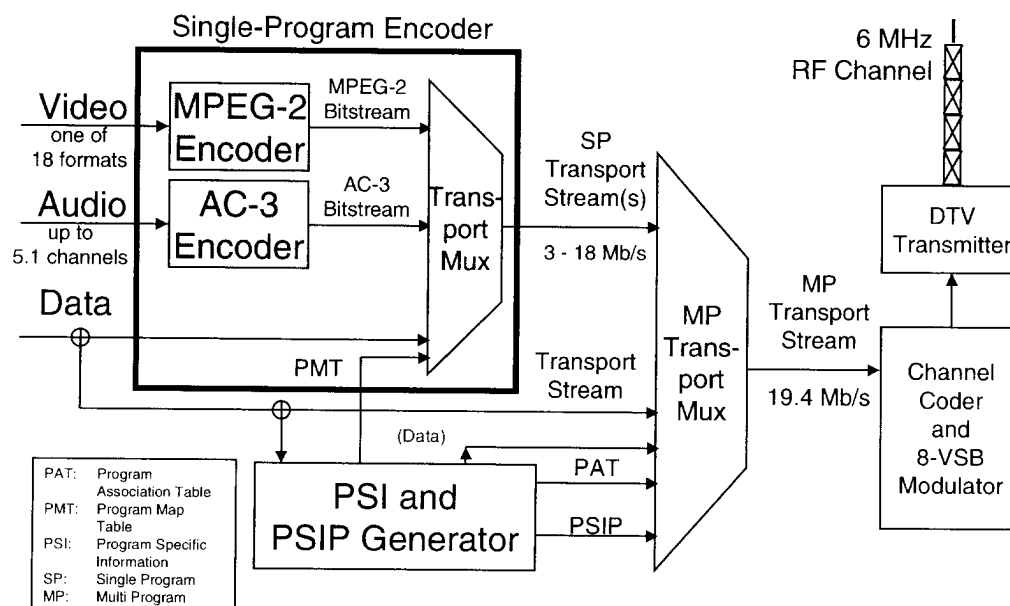 Single-Program Encoder
6 MHz
RF Channel
Video
one of
18 formats
MPEG-2
Encoder
MPEG-2
Bitstream
Audio
up to
5.1 channels
AC-3
Encoder
AC-3
Bitstream
Trans-
port
Mux
SP
Transport
Stream(s)
3 - 18 Mb/s
DTV
Transmitter
Data
PMT
Transport
Stream
MP
Trans-
port
Mux
MP
Transport
Stream
19.4 Mb/s
Channel
Coder
and
8-VSB
Modulator
(Data)
PAT
PSIP
PSI and
PSIP Generator
PAT: Program
Association Table
PMT: Program Map
Table
PSI: Program Specific
Information
SP: Single Program
MP: Multi Program